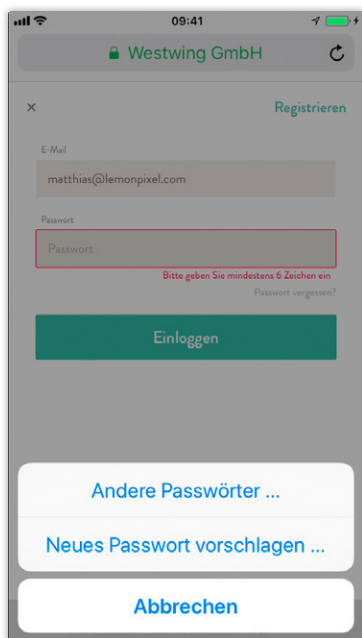 09:41
Westwing GmbH
×
Registrieren
E-Mail
matthias@lemonpixel.com
Passwort
Passwort
Bitte geben Sie mindestens 6 Zeichen ein
Passwort vergessen?
Einloggen
Andere Passwörter ...
Neues Passwort vorschlagen ...
Abbrechen